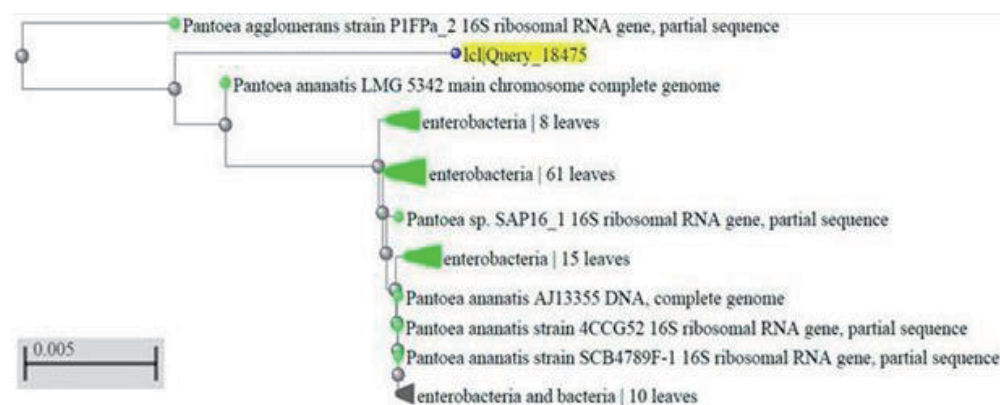 Pantoea agglomerans strain P1FPa_2 16S ribosomal RNA gene, partial sequence
lcl|Query_18475
Pantoea ananatis LMG 5342 main chromosome complete genome
enterobacteria | 8 leaves
enterobacteria | 61 leaves
Pantoea sp. SAP16_1 16S ribosomal RNA gene, partial sequence
enterobacteria | 15 leaves
Pantoea ananatis AJ13355 DNA, complete genome
Pantoea ananatis strain 4CCG52 16S ribosomal RNA gene, partial sequence
Pantoea ananatis strain SCB4789F-1 16S ribosomal RNA gene, partial sequence
enterobacteria and bacteria | 10 leaves
0.005